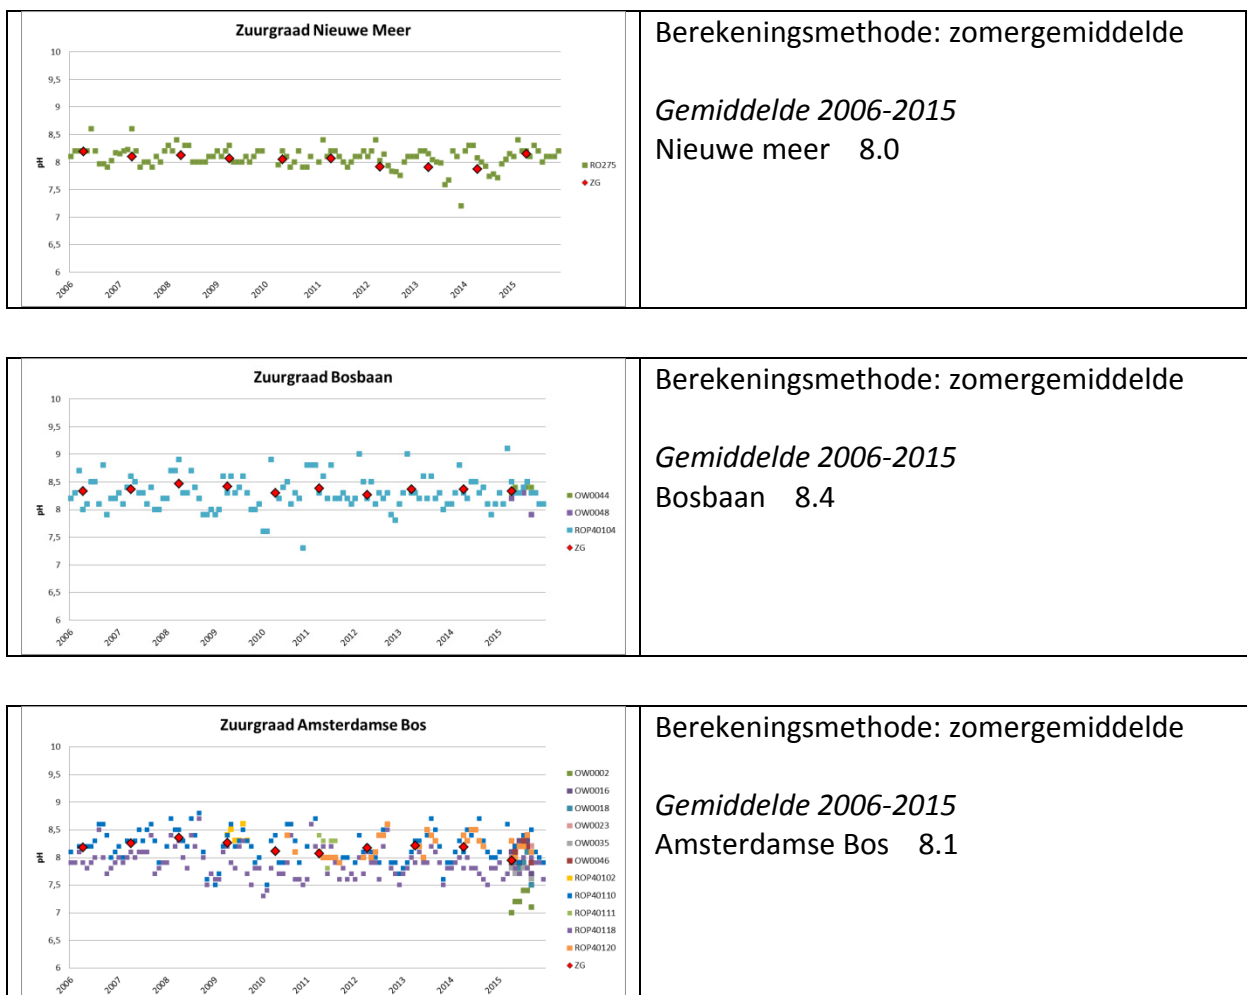 Zuurgraad Nieuwe Meer
10
9,5
9
8,5
8
7,5
7
6,5
6
pH
2006 2007 2008 2009 2010 2011 2012 2013 2014 2015
RO275
ZG
Berekeningsmethode: zomergemiddelde
Gemiddelde 2006-2015
Nieuwe meer 8.0
Zuurgraad Bosbaan
10
9,5
9
8,5
8
7,5
7
6,5
6
pH
2006 2007 2008 2009 2010 2011 2012 2013 2014 2015
OW0044
OW0048
ROP40104
ZG
Berekeningsmethode: zomergemiddelde
Gemiddelde 2006-2015
Bosbaan 8.4
Zuurgraad Amsterdamse Bos
10
9,5
9
8,5
8
7,5
7
6,5
6
pH
2006 2007 2008 2009 2010 2011 2012 2013 2014 2015
OW0002
OW0016
OW0018
OW0023
OW0035
OW0046
ROP40102
ROP40110
ROP40111
ROP40118
ROP40120
ZG
Berekeningsmethode: zomergemiddelde
Gemiddelde 2006-2015
Amsterdamse Bos 8.1